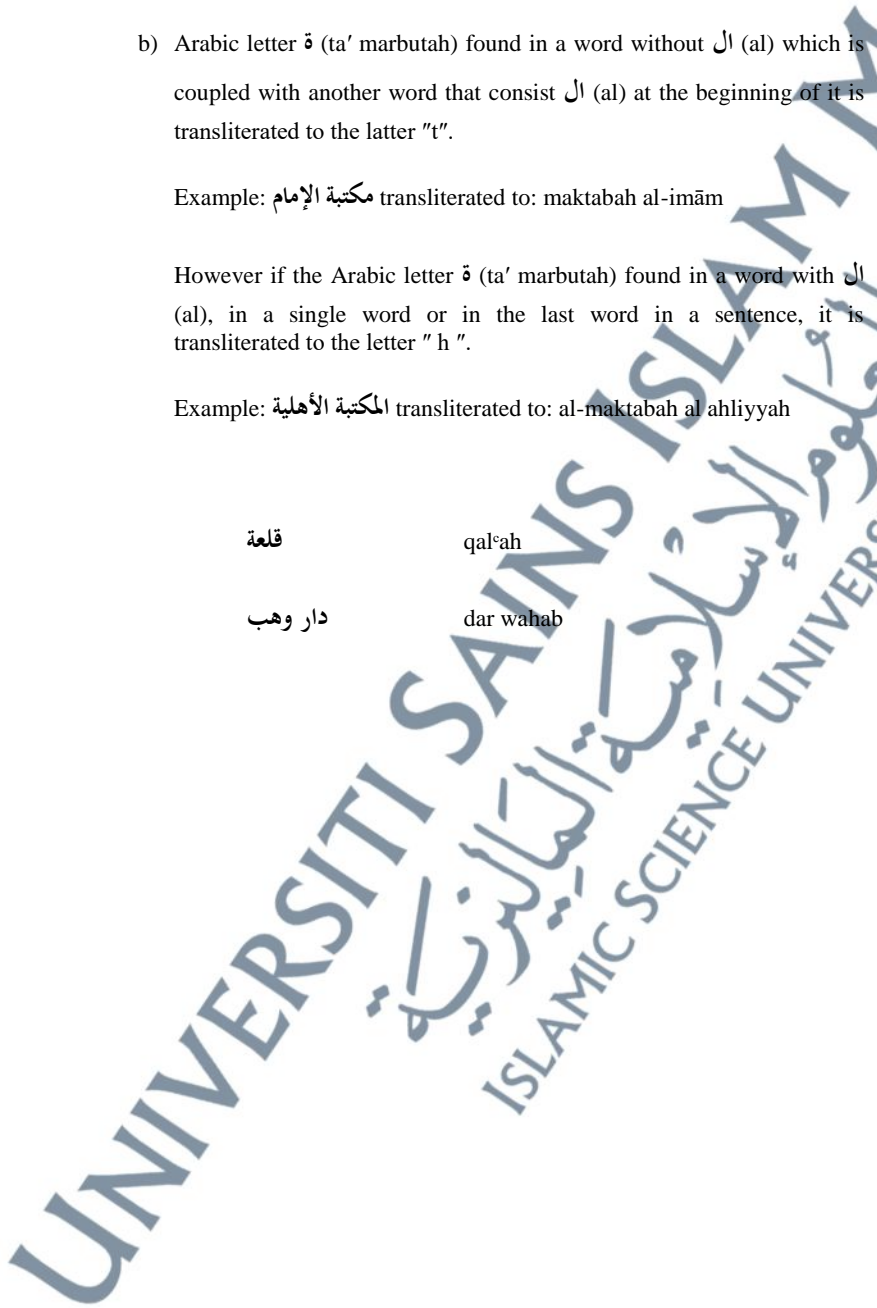 b) Arabic letter ة (ta′ marbutah) found in a word without ال (al) which is
coupled with another word that consist ال (al) at the beginning of it is
transliterated to the latter ″t″.
Example: مكتبة الإمام transliterated to: maktabah al-imām
However if the Arabic letter ة (ta′ marbutah) found in a word with ال
(al), in a single word or in the last word in a sentence, it is
transliterated to the letter ″ h ″.
Example: المكتبة الأهلية transliterated to: al-maktabah al ahliyyah
قلعة qalᶜah
دار وهب dar wahab
UNIVERSITI SAINS ISLAM M
ISLAMIC SCIENCE UNIVERS